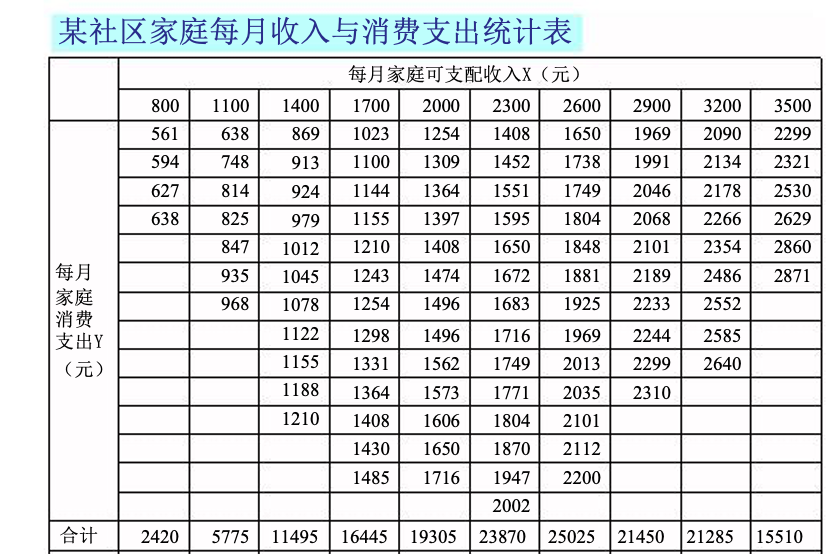 某社区家庭每月收入与消费支出统计表
每月家庭可支配收入X（元）
800 1100 1400 1700 2000 2300 2600 2900 3200 3500
561 638 869 1023 1254 1408 1650 1969 2090 2299
594 748 913 1100 1309 1452 1738 1991 2134 2321
627 814 924 1144 1364 1551 1749 2046 2178 2530
638 825 979 1155 1397 1595 1804 2068 2266 2629
847 1012 1210 1408 1650 1848 2101 2354 2860
每月
935 1045 1243 1474 1672 1881 2189 2486 2871
家庭
968 1078 1254 1496 1683 1925 2233 2552
消费
1122 1298 1496 1716 1969 2244 2585
支出Y
（元）
1155 1331 1562 1749 2013 2299 2640
1188 1364 1573 1771 2035 2310
1210 1408 1606 1804 2101
1430 1650 1870 2112
1485 1716 1947 2200
2002
合计 2420 5775 11495 16445 19305 23870 25025 21450 21285 15510